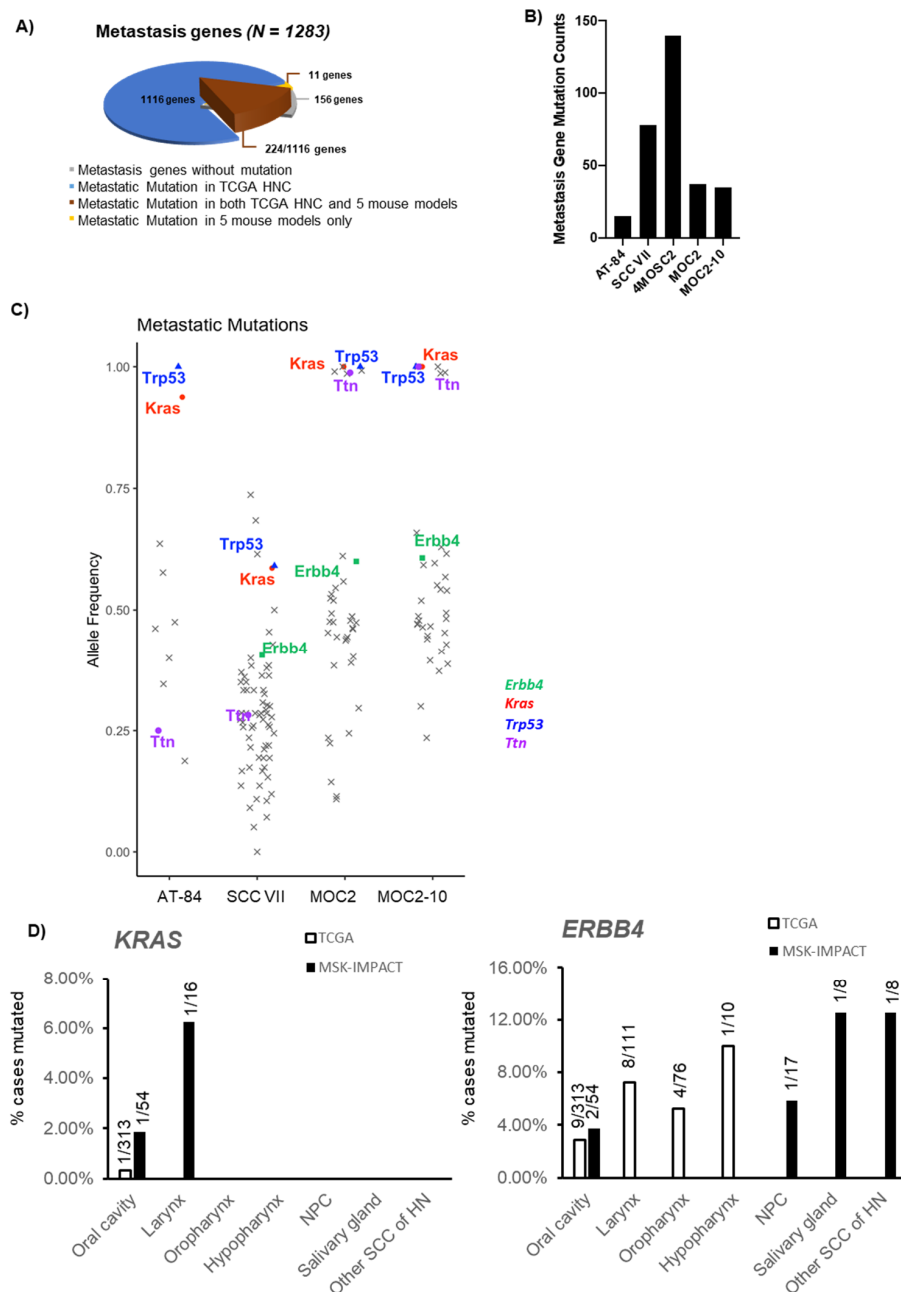 A)
Metastasis genes (N = 1283)
11 genes
1116 genes
156 genes
224/1116 genes
Metastasis genes without mutation
Metastatic Mutation in TCGA HNC
Metastatic Mutation in both TCGA HNC and 5 mouse models
Metastatic Mutation in 5 mouse models only
B)
Metastasis Gene Mutation Counts
150
100
50
0
AT-84
SCC VII
4MOSC2
MOC2
MOC2-10
C)
Metastatic Mutations
Allele Frequency
1.00
0.75
0.50
0.25
0.00
Trp53
Kras
Ttn
Trp53
Kras
Erbb4
Ttn
Kras
Trp53
Ttn
Erbb4
Kras
Trp53
Ttn
Erbb4
AT-84
SCC VII
MOC2
MOC2-10
Erbb4
Kras
Trp53
Ttn
D)
KRAS
TCGA
MSK-IMPACT
% cases mutated
8.00%
6.00%
4.00%
2.00%
0.00%
1/313
1/54
1/16
Oral cavity
Larynx
Oropharynx
Hypopharynx
NPC
Salivary gland
Other SCC of HN
ERBB4
TCGA
MSK-IMPACT
% cases mutated
16.00%
12.00%
8.00%
4.00%
0.00%
9/313
2/54
8/111
4/76
1/10
1/17
1/8
1/8
Oral cavity
Larynx
Oropharynx
Hypopharynx
NPC
Salivary gland
Other SCC of HN